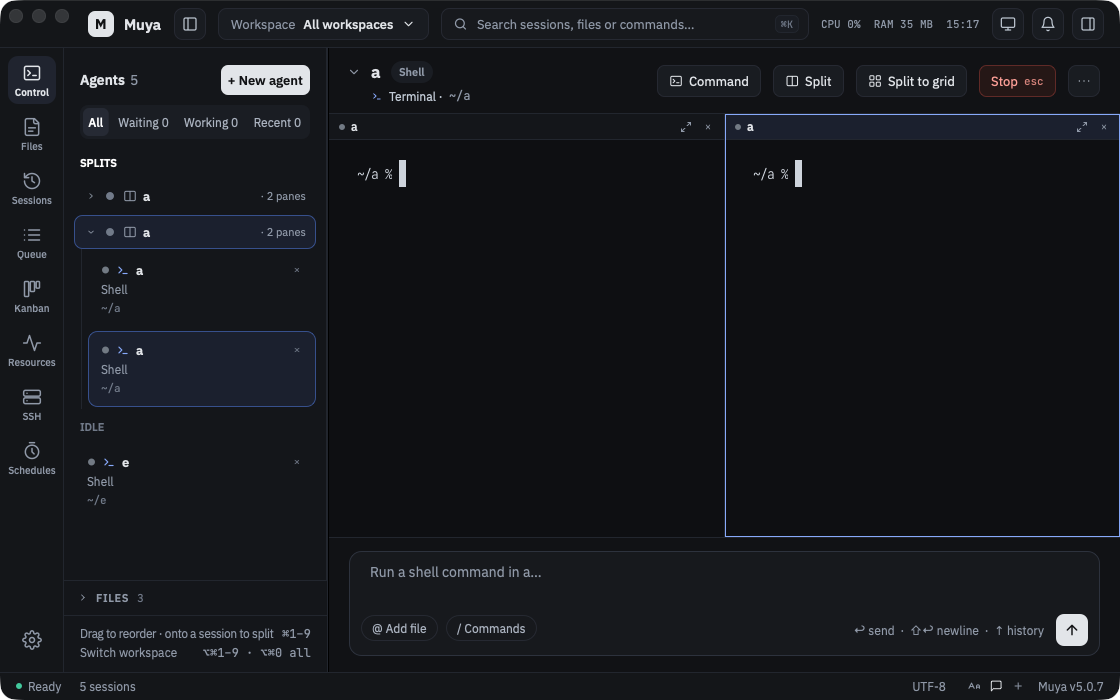 M Muya Workspace All workspaces Search sessions, files or commands... ⌘K CPU 0% RAM 35 MB 15:17
Control
Files
Sessions
Queue
Kanban
Resources
SSH
Schedules
Agents 5 + New agent
All Waiting 0 Working 0 Recent 0
SPLITS
a · 2 panes
a · 2 panes
a ×
Shell
~/a
a ×
Shell
~/a
IDLE
e ×
Shell
~/e
FILES 3
Drag to reorder · onto a session to split ⌘1–9
Switch workspace ⌥⌘1–9 · ⌥⌘0 all
a Shell
Terminal · ~/a
Command Split Split to grid Stop esc ···
a ×
~/a %
a ×
~/a %
Run a shell command in a...
@ Add file / Commands ↩ send · ⇧↩ newline · ↑ history
Ready 5 sessions UTF-8 Aa + Muya v5.0.7